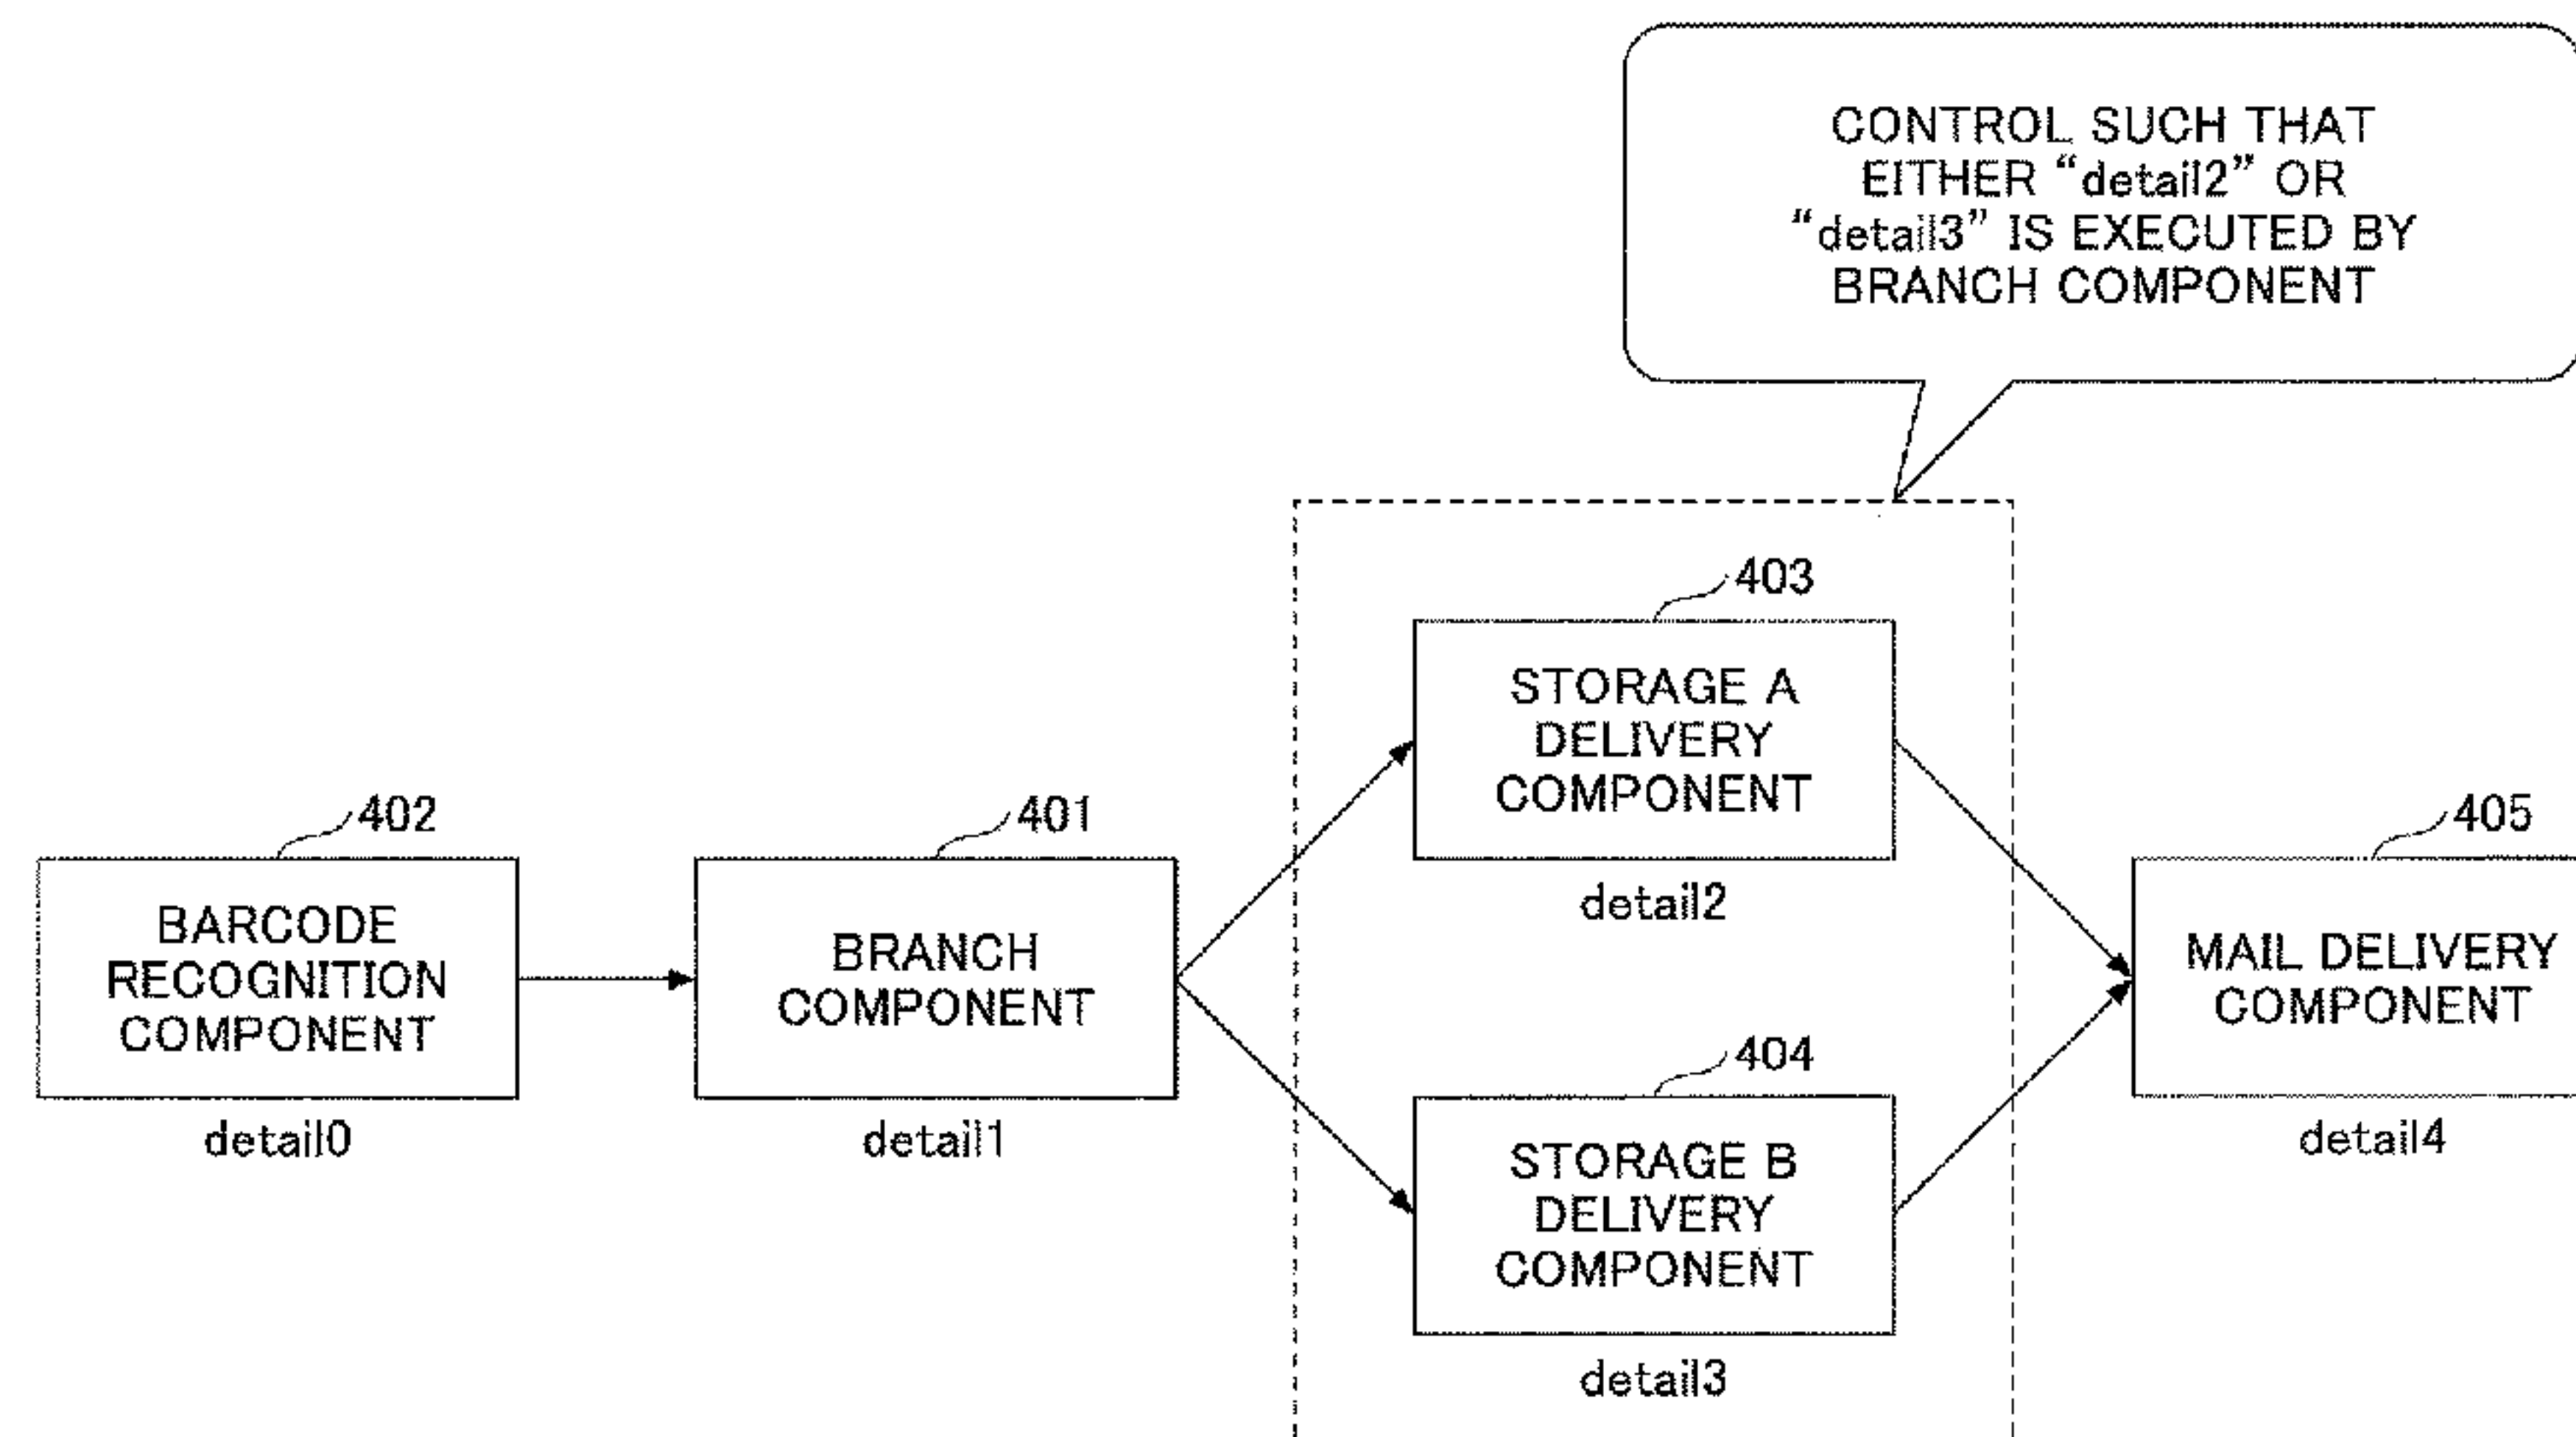 CONTROL SUCH THAT
EITHER “detail2” OR
“detail3” IS EXECUTED BY
BRANCH COMPONENT
403
STORAGE A
DELIVERY
COMPONENT
detail2
402
BARCODE
RECOGNITION
COMPONENT
detail0
401
BRANCH
COMPONENT
detail1
404
STORAGE B
DELIVERY
COMPONENT
detail3
405
MAIL DELIVERY
COMPONENT
detail4